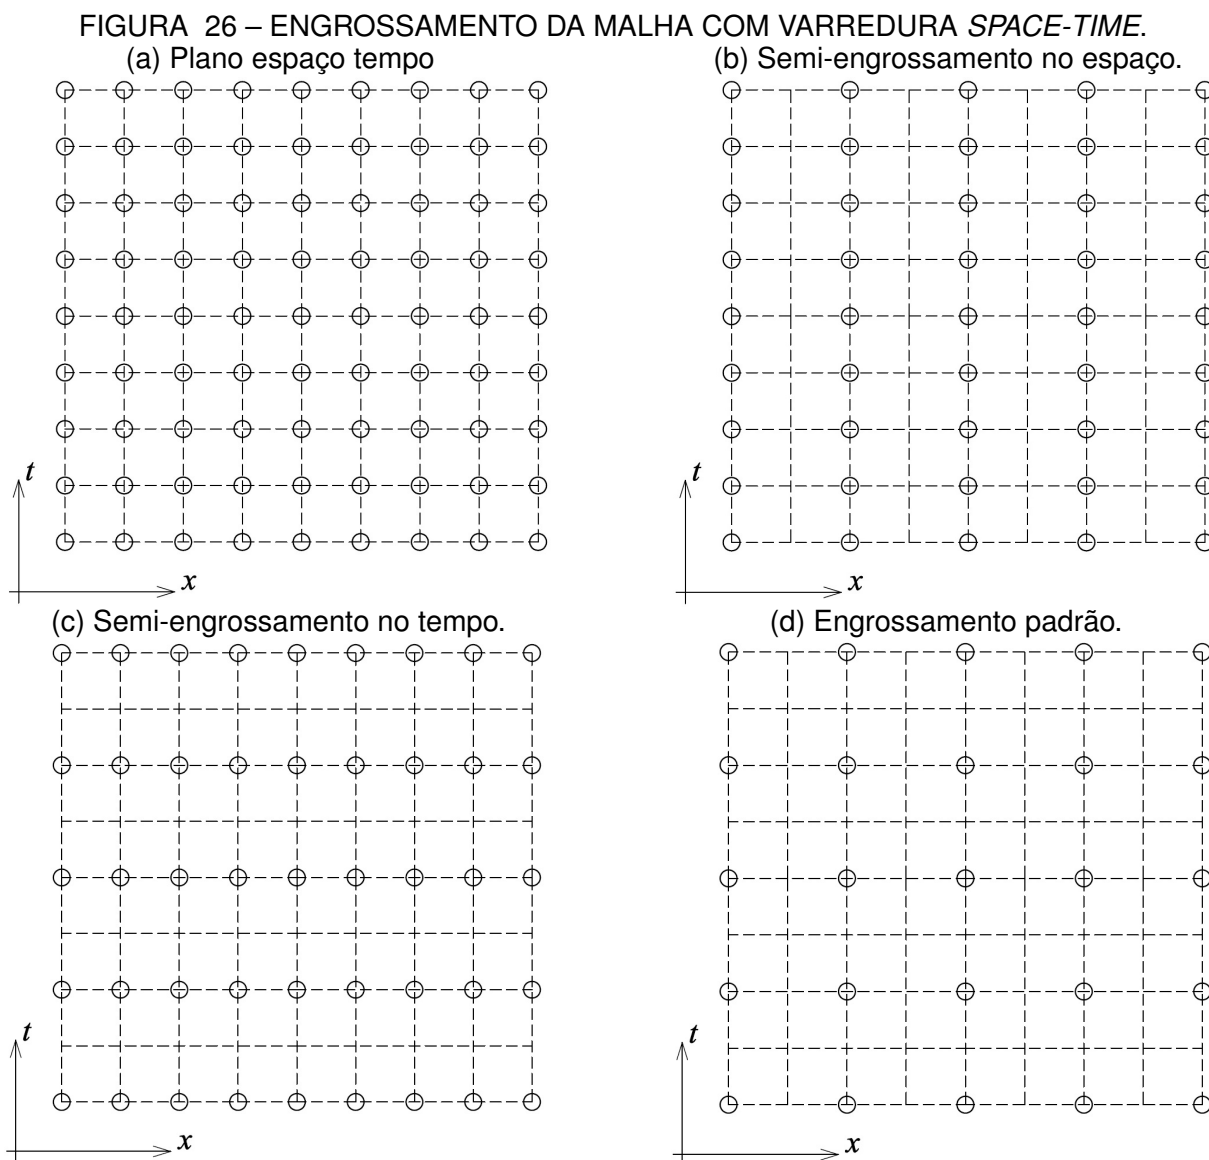 FIGURA 26 – ENGROSSAMENTO DA MALHA COM VARREDURA SPACE-TIME.
(a) Plano espaço tempo
(b) Semi-engrossamento no espaço.
t
x
t
x
(c) Semi-engrossamento no tempo.
(d) Engrossamento padrão.
t
x
t
x